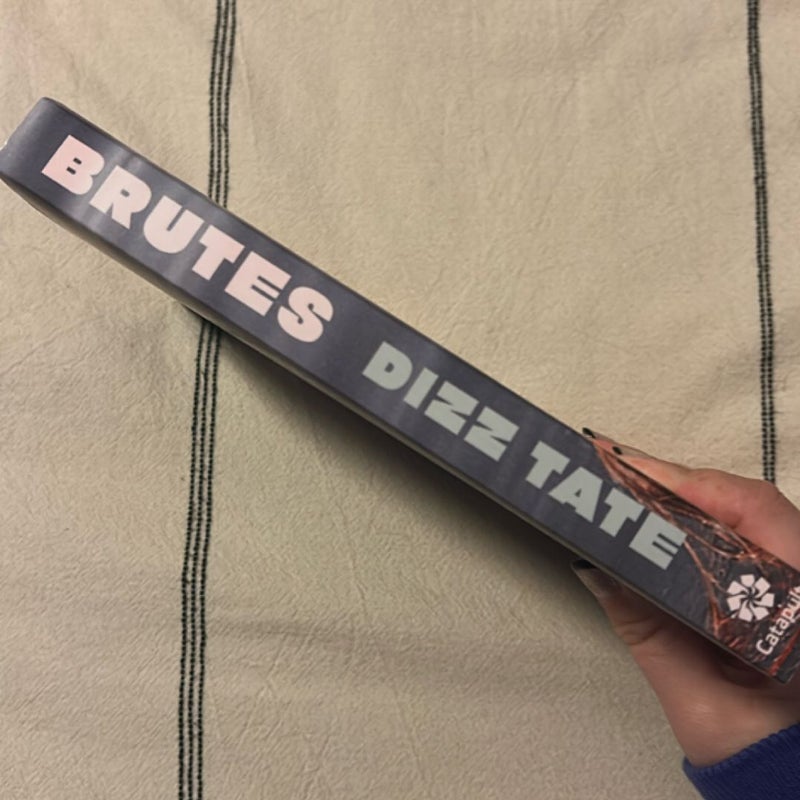 BRUTES
DIZZ TATE
Catapult